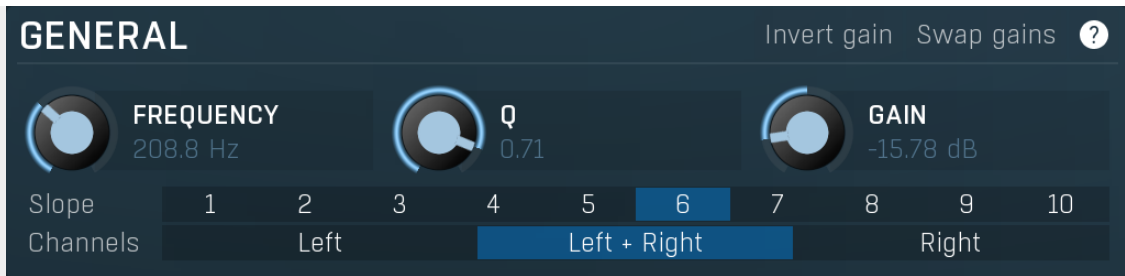 GENERAL Invert gain Swap gains ?
FREQUENCY Q GAIN
208.8 Hz 0.71 -15.78 dB
Slope 1 2 3 4 5 6 7 8 9 10
Channels Left Left + Right Right